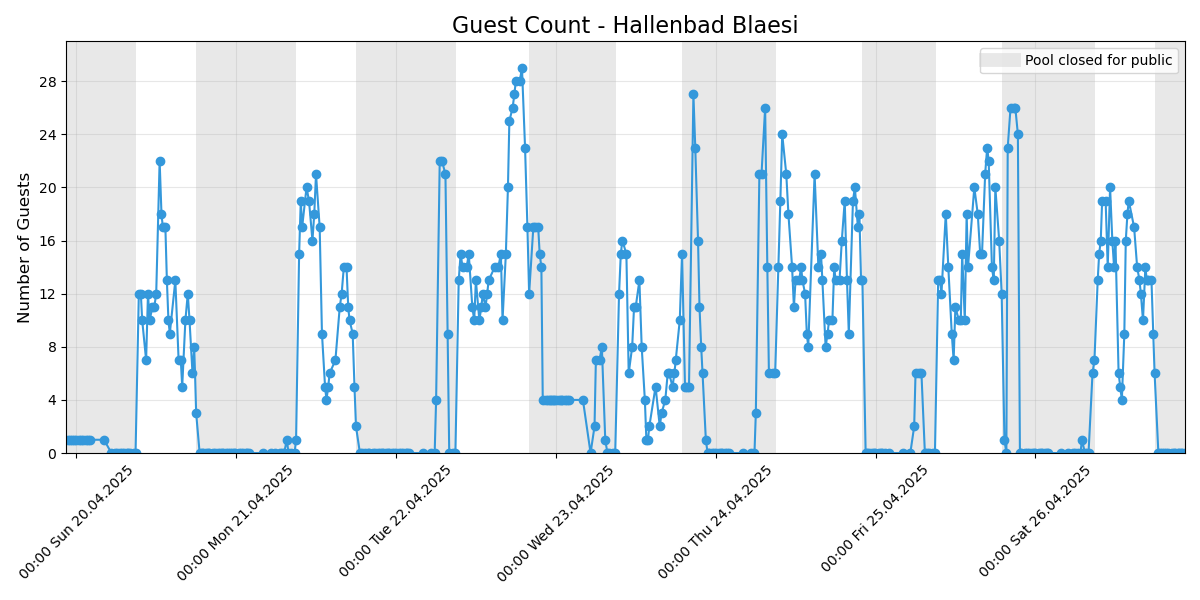 Guest Count - Hallenbad Blaesi
Pool closed for public
Number of Guests
28
24
20
16
12
8
4
0
00:00 Sun 20.04.2025
00:00 Mon 21.04.2025
00:00 Tue 22.04.2025
00:00 Wed 23.04.2025
00:00 Thu 24.04.2025
00:00 Fri 25.04.2025
00:00 Sat 26.04.2025